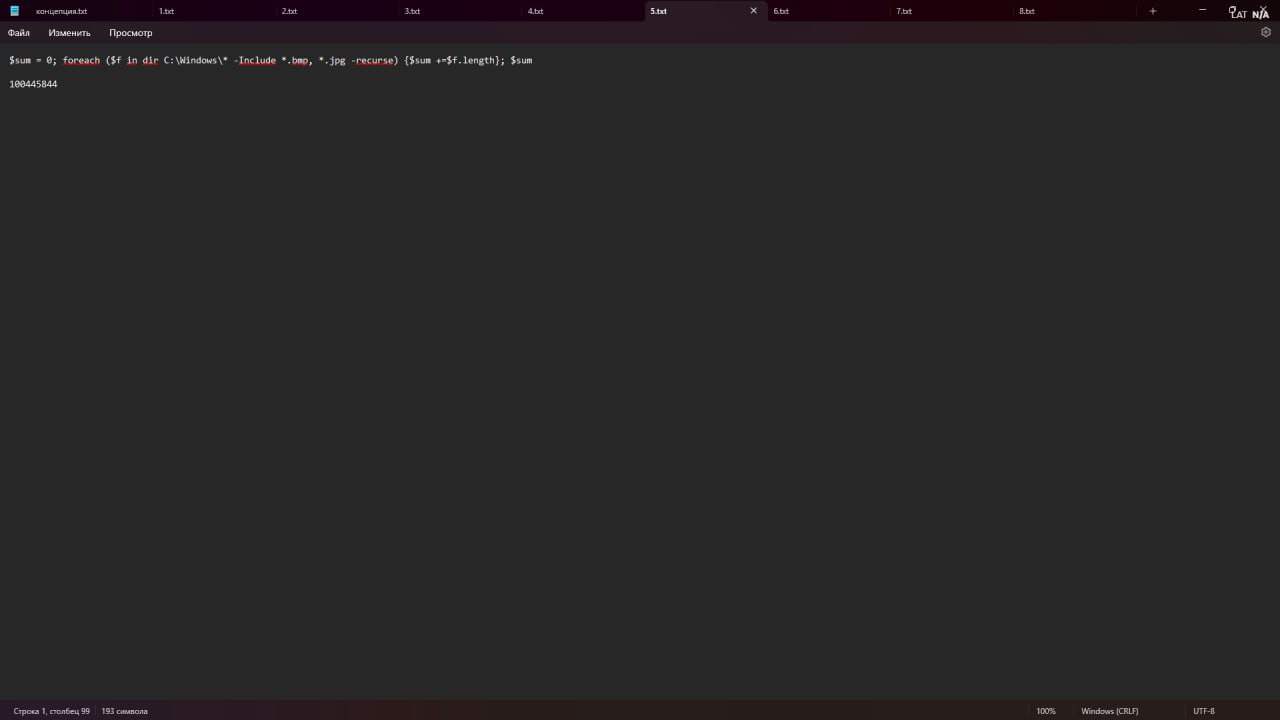 концепция.txt 1.txt 2.txt 3.txt 4.txt 5.txt 6.txt 7.txt 8.txt
LAT N/A
Файл Изменить Просмотр
$sum = 0; foreach ($f in dir C:\Windows\* -Include *.bmp, *.jpg -recurse) {$sum +=$f.length}; $sum
100445844
Строка 1, столбец 99 193 символа 100% Windows (CRLF) UTF-8